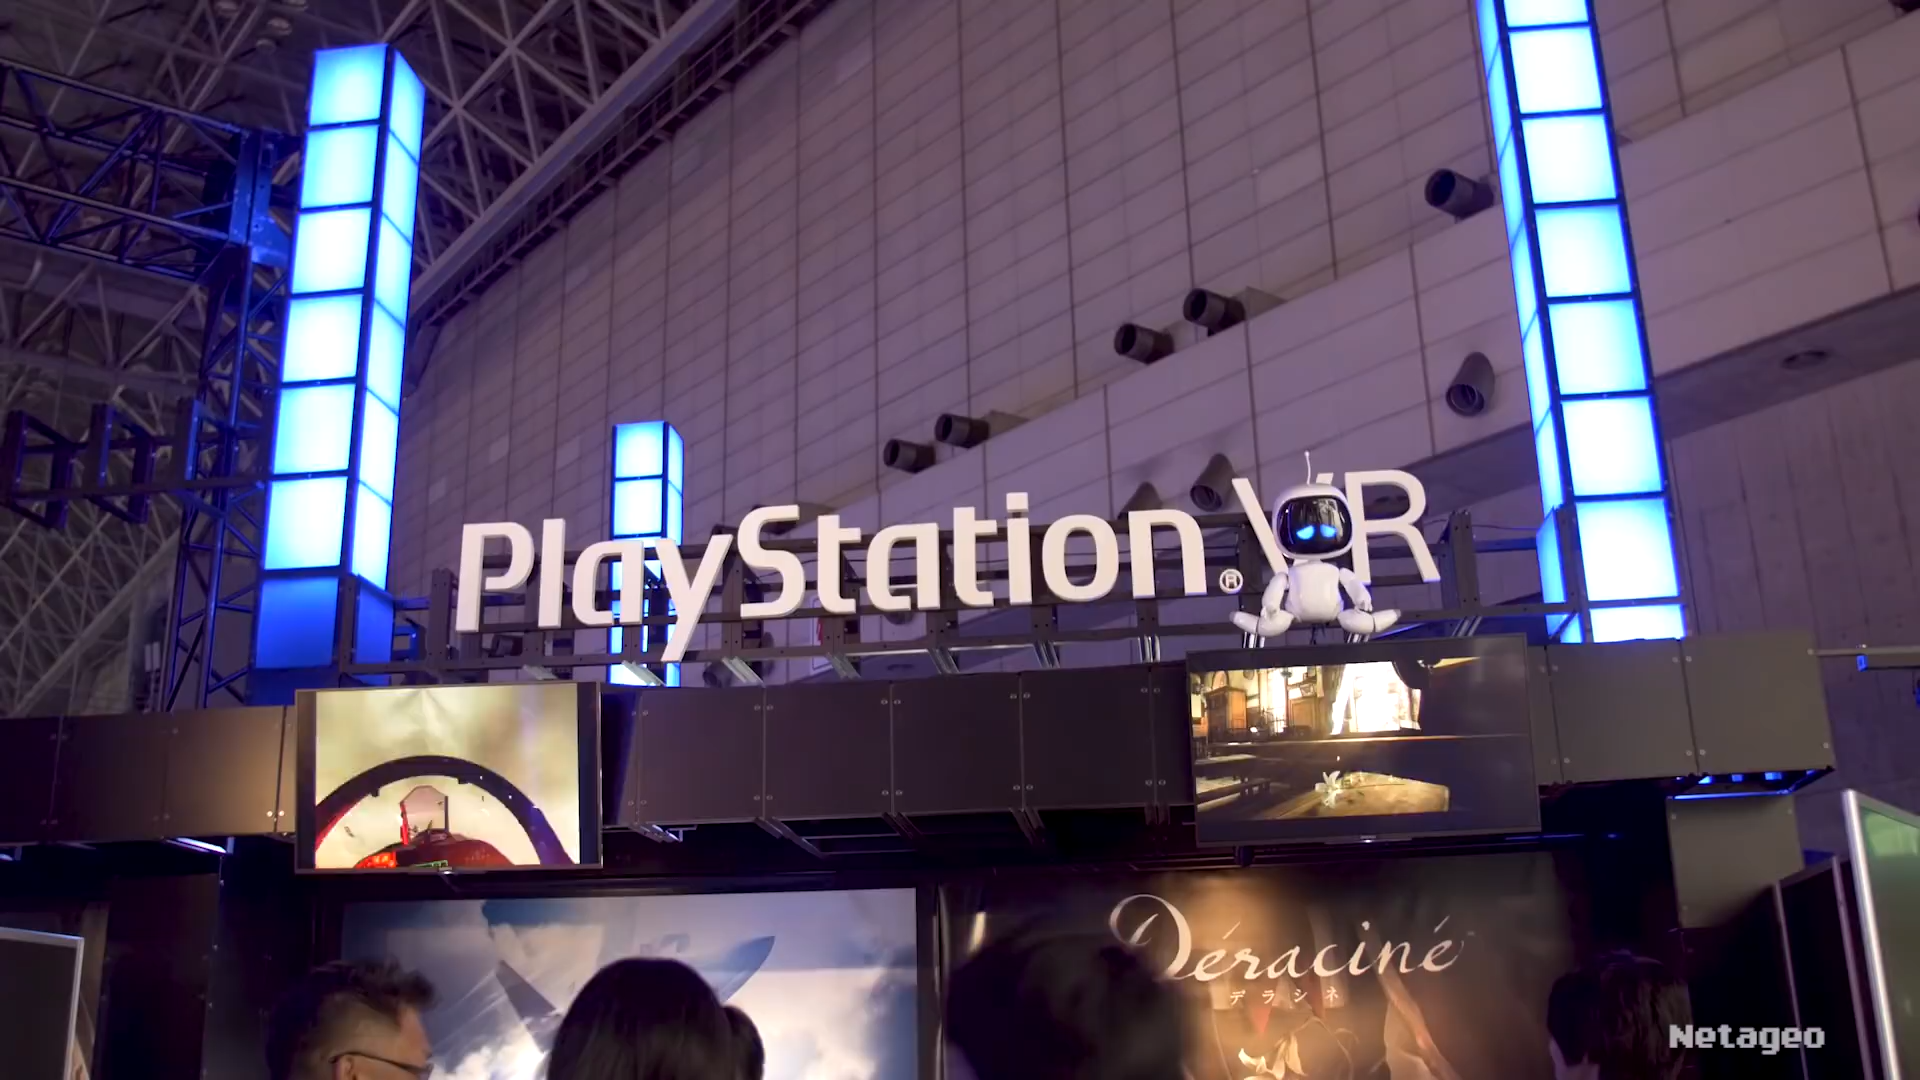 PlayStation®VR
Déraciné
デラシネ
Netageo